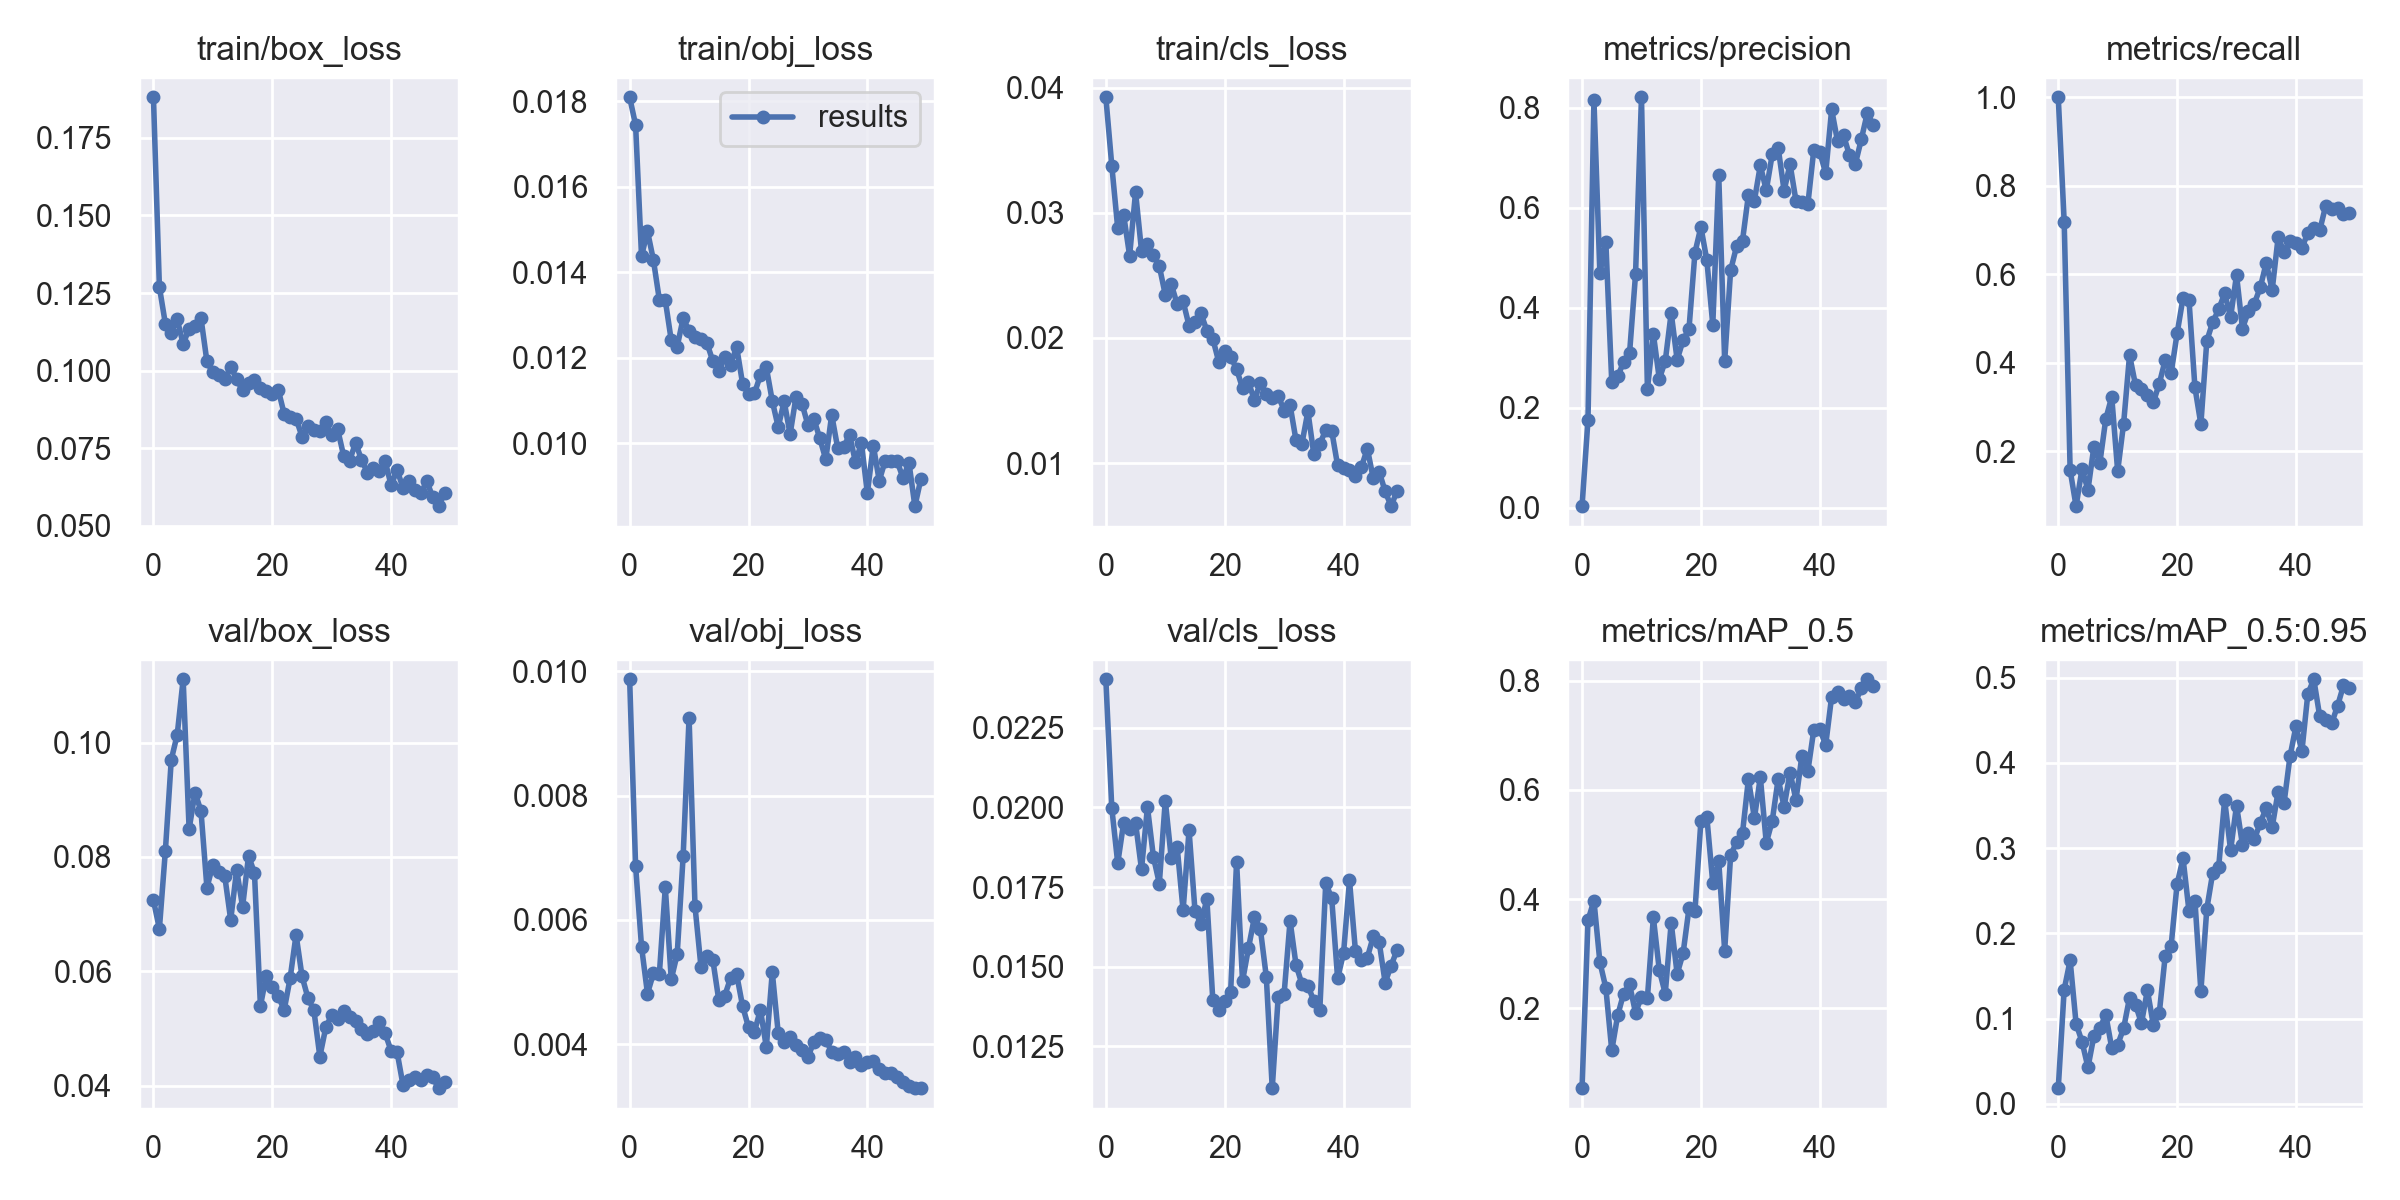 train/box_loss
train/obj_loss
train/cls_loss
metrics/precision
metrics/recall
0.175
0.150
0.125
0.100
0.075
0.050
0 20 40
0.018
0.016
0.014
0.012
0.010
results
0 20 40
0.04
0.03
0.02
0.01
0 20 40
0.8
0.6
0.4
0.2
0.0
0 20 40
1.0
0.8
0.6
0.4
0.2
0 20 40
val/box_loss
val/obj_loss
val/cls_loss
metrics/mAP_0.5
metrics/mAP_0.5:0.95
0.10
0.08
0.06
0.04
0 20 40
0.010
0.008
0.006
0.004
0 20 40
0.0225
0.0200
0.0175
0.0150
0.0125
0 20 40
0.8
0.6
0.4
0.2
0 20 40
0.5
0.4
0.3
0.2
0.1
0.0
0 20 40